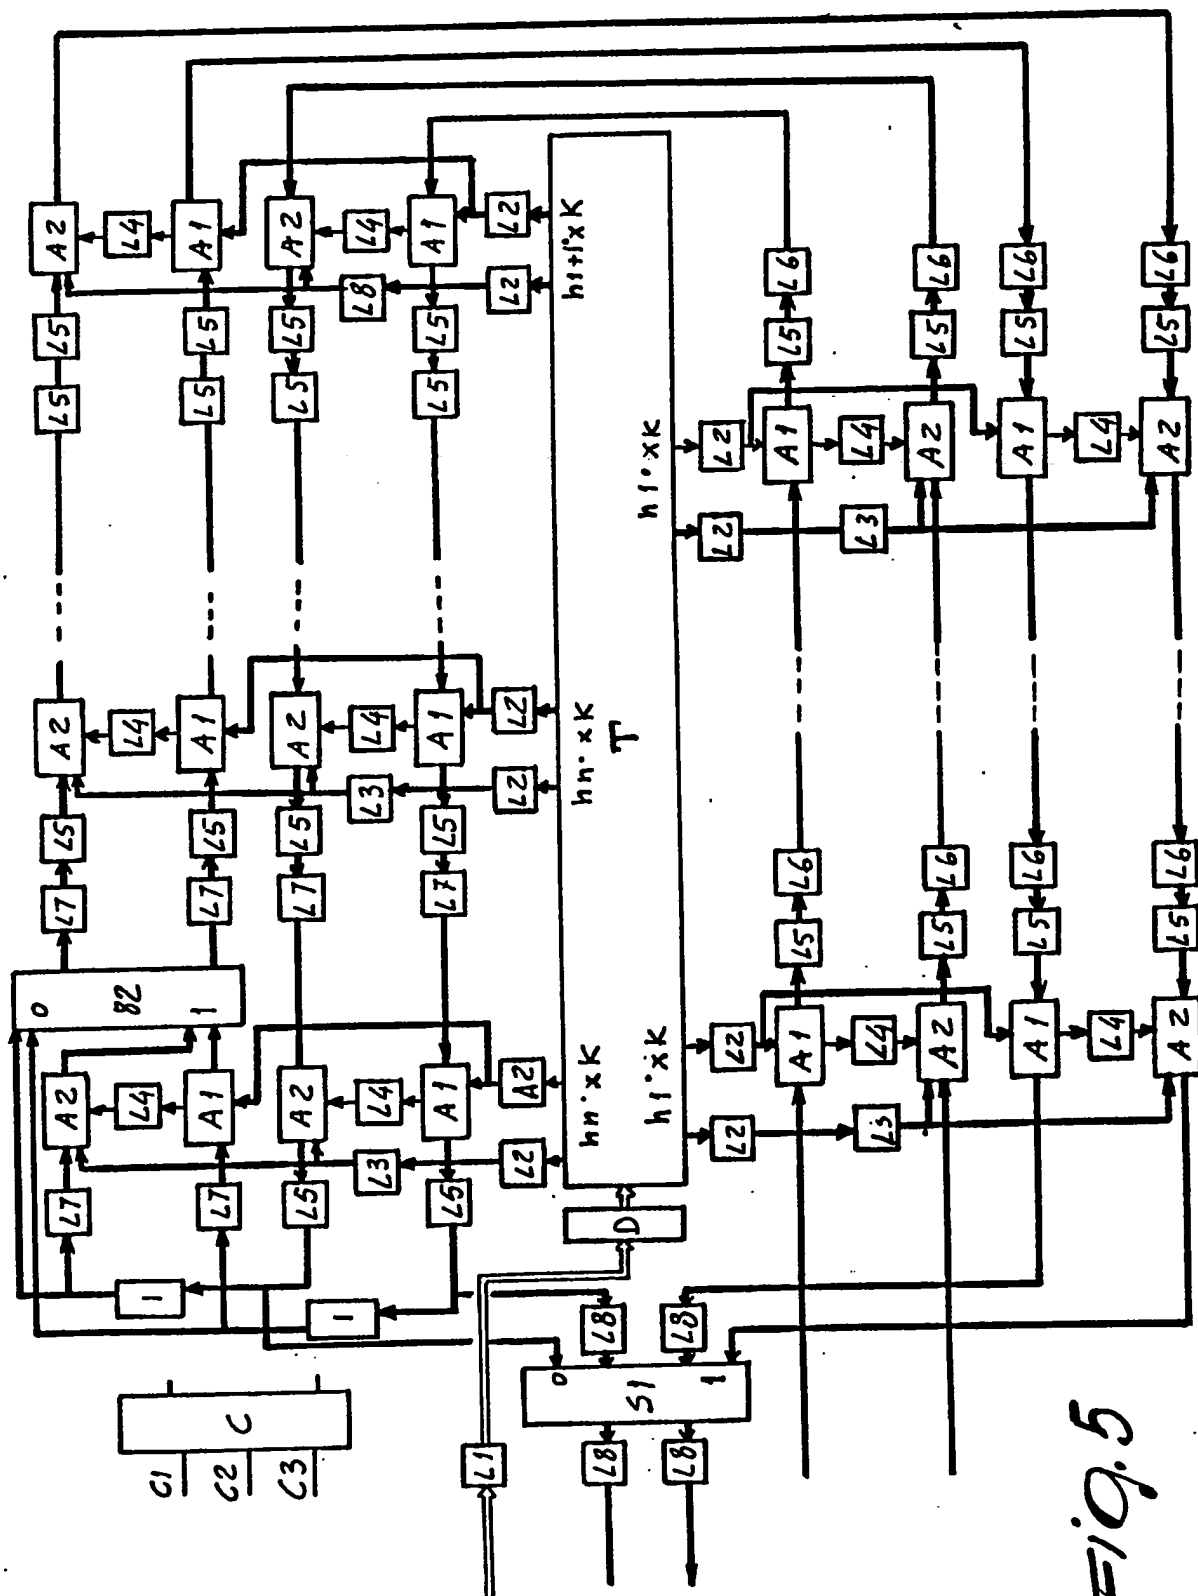 0
L7 A2 L7 L5 A2 L5 L5 A2
1 L4 82 L4 L4
C1
L7 A1 1 L7 L5 A1 L5 L5 A1
C2 C
C3 L5 A2 L7 L5 A2 L5 L5 A2
1 L3 L4 L3 L4 L8 L4
L5 A1 L7 L5 A1 L5 L5 A1
L1 L2 A2 L2 L2 L2 L2
0
hn·xK hn·xK h1+1·xK
L8 L8 D T
S1 h1·xK h1·xK
L8 L8
1
L2 L2 L2 L2
A1 L5 L6 A1 L5 L6
L3 L4 L3 L4
A2 L5 L6 A2 L5 L6
A1 L5 L6 A1 L5 L6
L4 L4
A2 L5 L6 A2 L5 L6
Fig.5